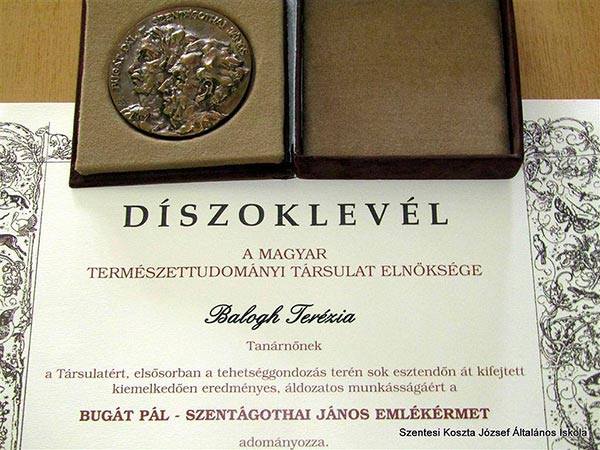 BUGÁT PÁL - SZENTÁGOTHAI JÁNOS
DÍSZOKLEVÉL
A MAGYAR
TERMÉSZETTUDOMÁNYI TÁRSULAT ELNÖKSÉGE
Balogh Terézia
Tanárnőnek
a Társulatért, elsősorban a tehetséggondozás terén sok esztendőn át kifejtett
kiemelkedően eredményes, áldozatos munkásságáért a
BUGÁT PÁL - SZENTÁGOTHAI JÁNOS EMLÉKÉRMET
adományozza.
Szentesi Koszta József Általános Iskola